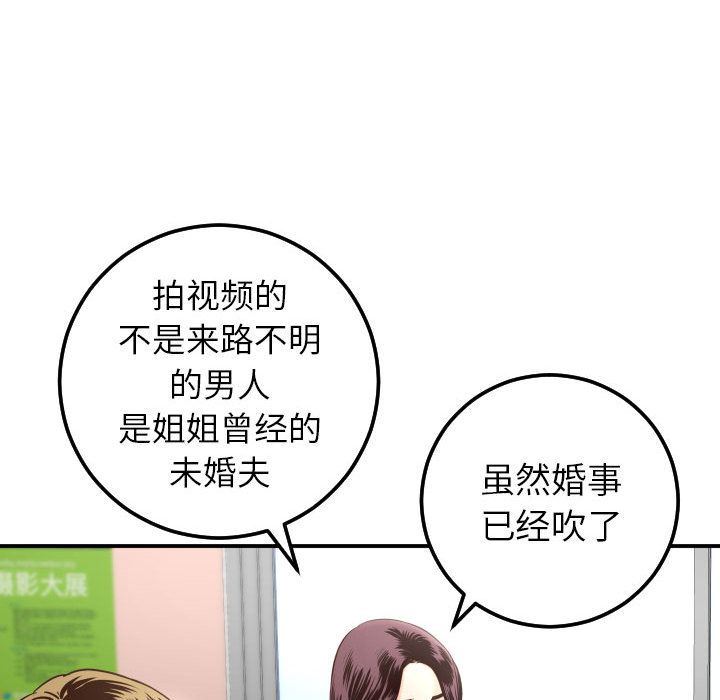 拍视频的
不是来路不明
的男人
是姐姐曾经的
未婚夫
虽然婚事
已经吹了
摄影大展